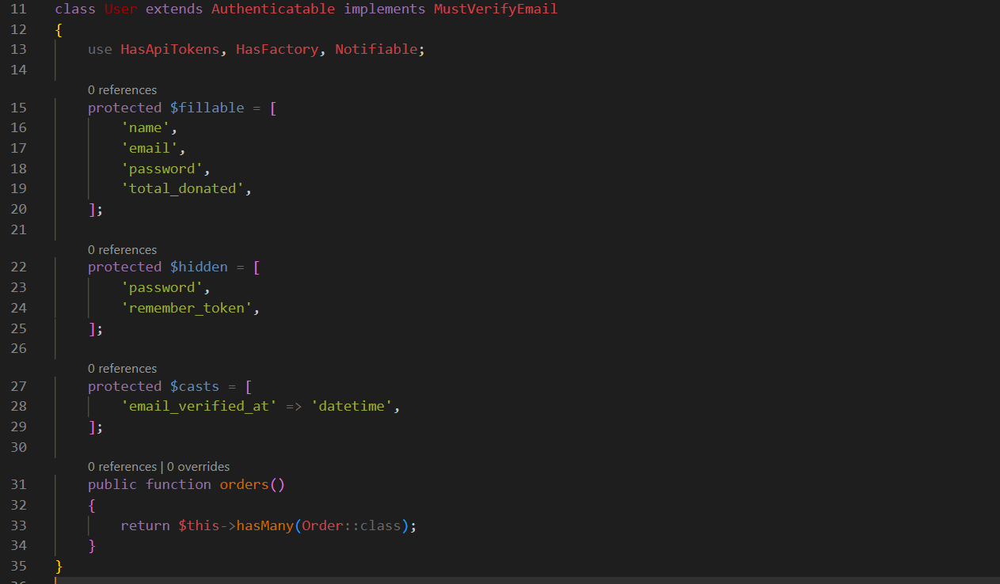 11 class User extends Authenticatable implements MustVerifyEmail
12 {
13 use HasApiTokens, HasFactory, Notifiable;
14
0 references
15 protected $fillable = [
16 'name',
17 'email',
18 'password',
19 'total_donated',
20 ];
21
0 references
22 protected $hidden = [
23 'password',
24 'remember_token',
25 ];
26
0 references
27 protected $casts = [
28 'email_verified_at' => 'datetime',
29 ];
30
0 references | 0 overrides
31 public function orders()
32 {
33 return $this->hasMany(Order::class);
34 }
35 }
36